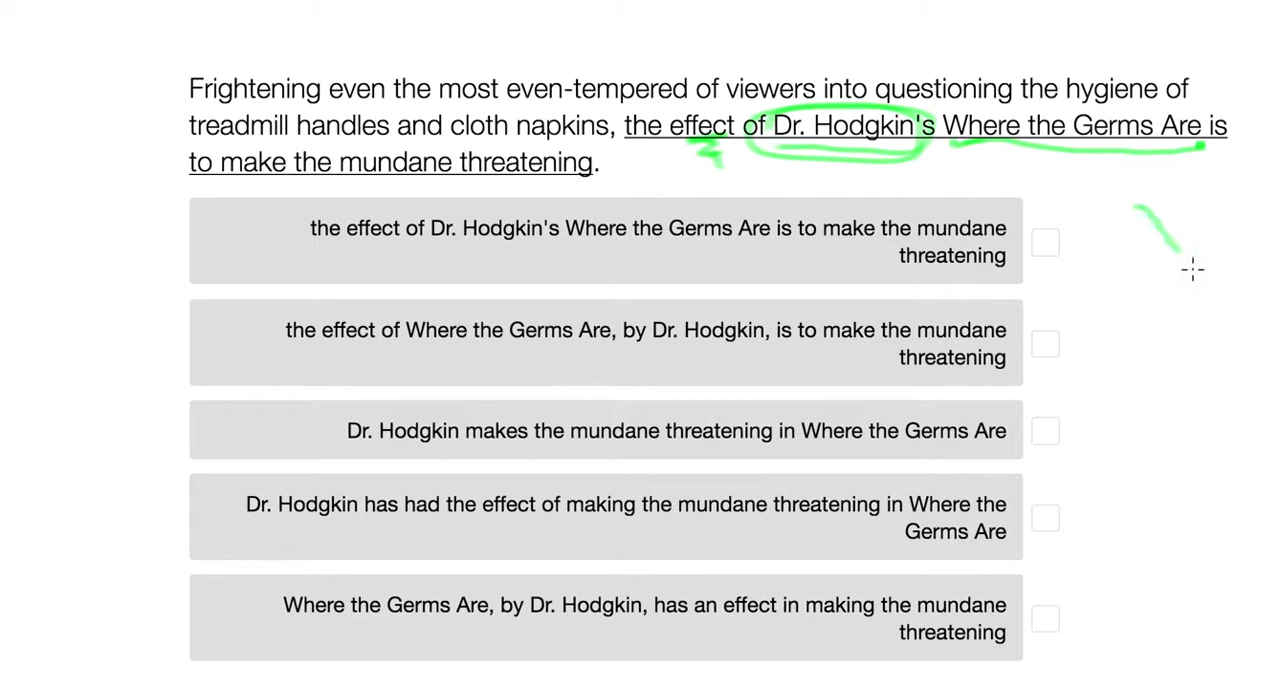 Frightening even the most even-tempered of viewers into questioning the hygiene of
treadmill handles and cloth napkins, the effect of Dr. Hodgkin's Where the Germs Are is
to make the mundane threatening.
the effect of Dr. Hodgkin's Where the Germs Are is to make the mundane
threatening
the effect of Where the Germs Are, by Dr. Hodgkin, is to make the mundane
threatening
Dr. Hodgkin makes the mundane threatening in Where the Germs Are
Dr. Hodgkin has had the effect of making the mundane threatening in Where the
Germs Are
Where the Germs Are, by Dr. Hodgkin, has an effect in making the mundane
threatening